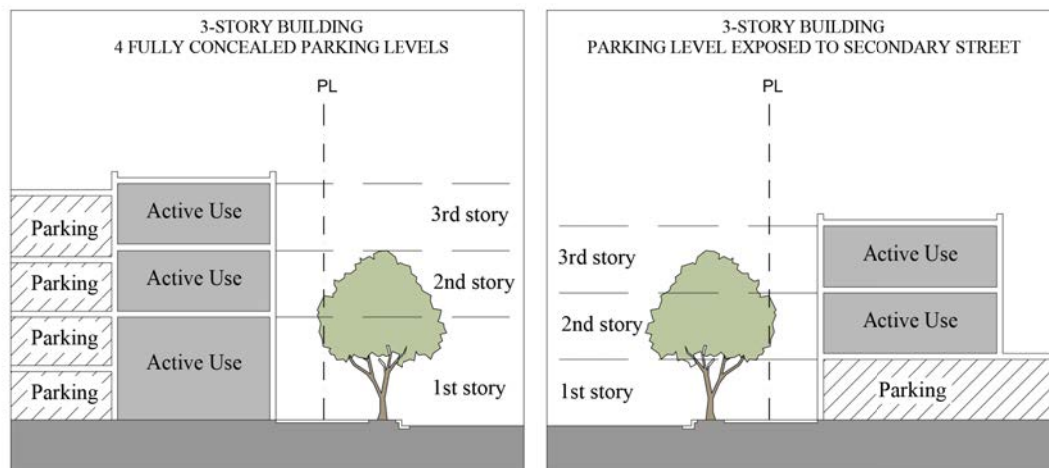 3-STORY BUILDING
4 FULLY CONCEALED PARKING LEVELS
PL
Active Use
3rd story
Parking
Active Use
2nd story
Parking
Active Use
Parking
1st story
Parking
3-STORY BUILDING
PARKING LEVEL EXPOSED TO SECONDARY STREET
PL
3rd story
Active Use
2nd story
Active Use
1st story
Parking